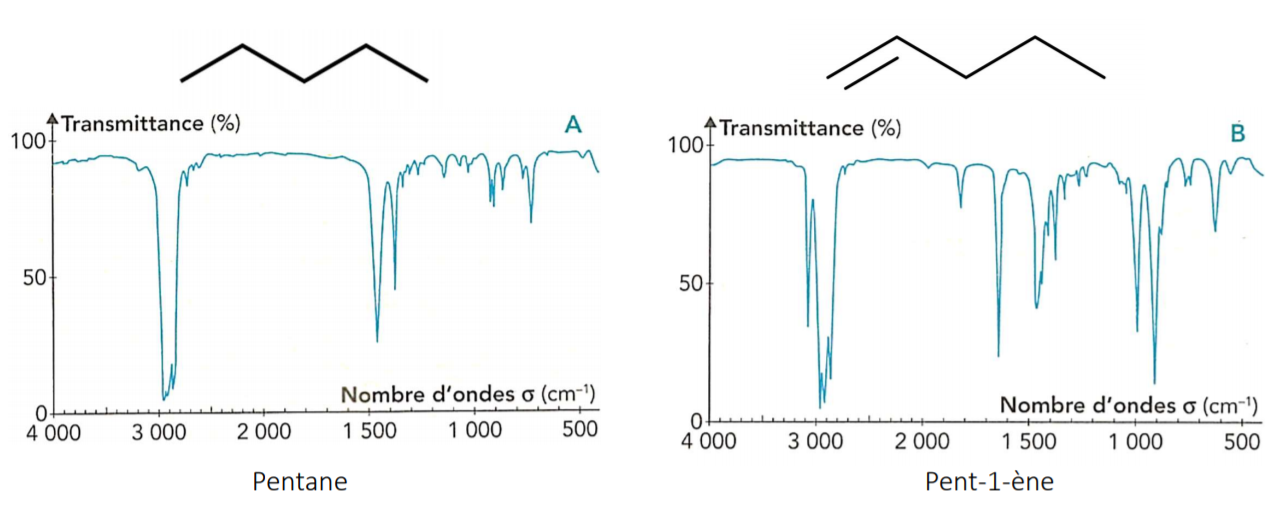 Transmittance (%)
A
100
50
0
Nombre d'ondes σ (cm⁻¹)
4 000 3 000 2 000 1 500 1 000 500
Pentane
Transmittance (%)
B
100
50
0
Nombre d'ondes σ (cm⁻¹)
4 000 3 000 2 000 1 500 1 000 500
Pent-1-ène